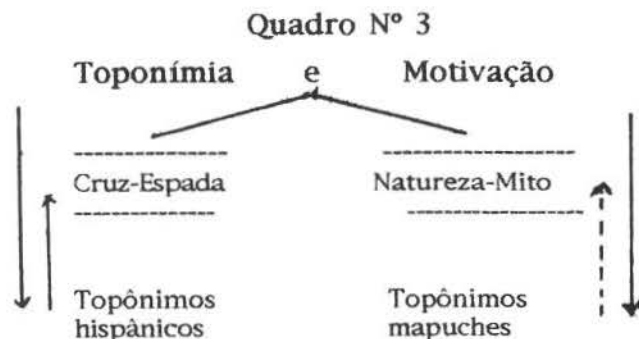 Quadro Nº 3
Toponímia e Motivação
Cruz-Espada Natureza-Mito
Topônimos Topônimos
hispânicos mapuches